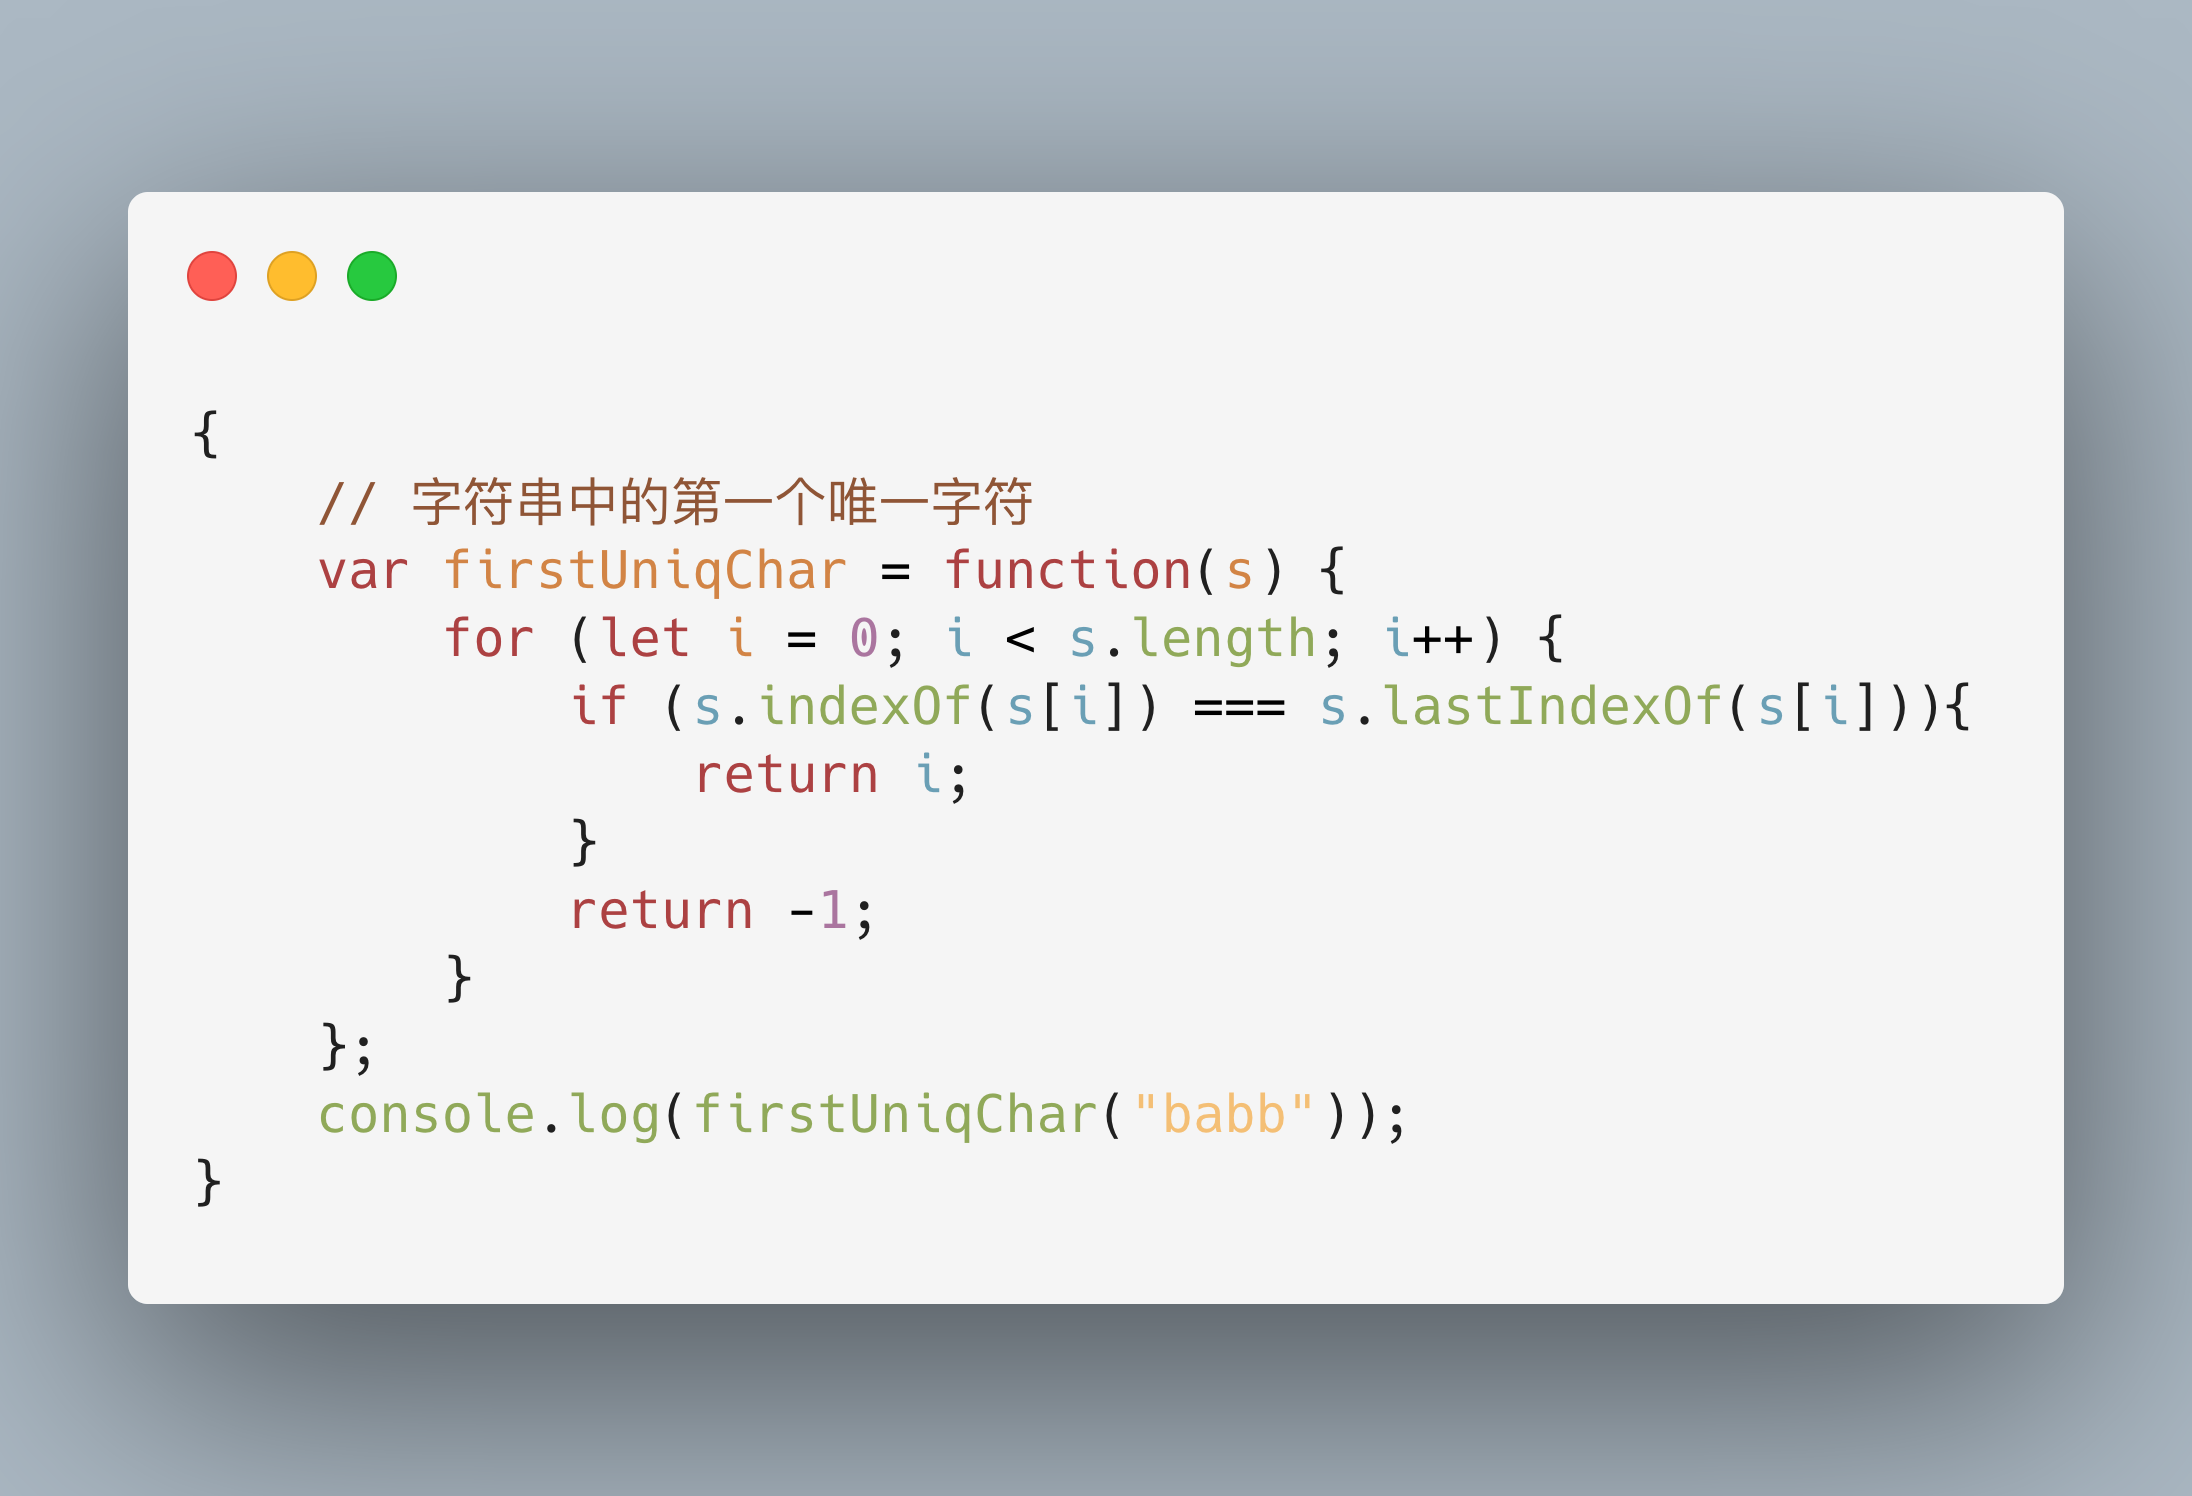 {
    // 字符串中的第一个唯一字符
    var firstUniqChar = function(s) {
        for (let i = 0; i < s.length; i++) {
            if (s.indexOf(s[i]) === s.lastIndexOf(s[i])){
                return i;
            }
            return -1;
        }
    };
    console.log(firstUniqChar("babb"));
}